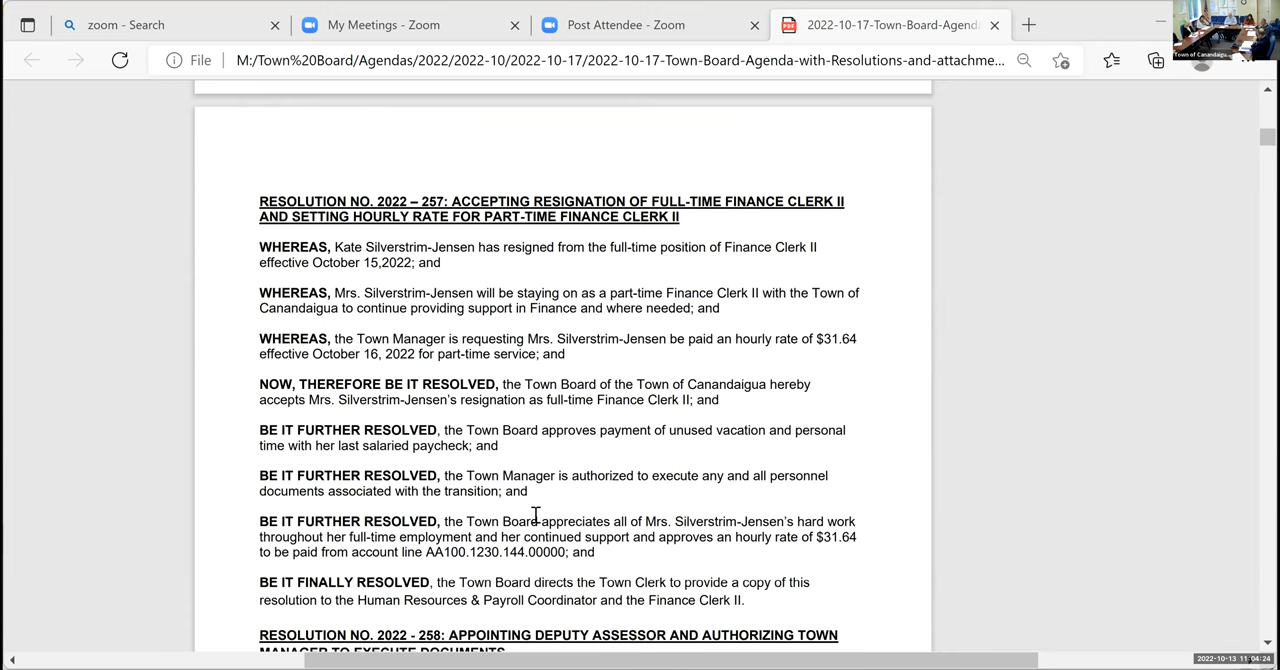 zoom - Search
My Meetings - Zoom
Post Attendee - Zoom
2022-10-17-Town-Board-Agend
File
M:/Town%20Board/Agendas/2022/2022-10/2022-10-17/2022-10-17-Town-Board-Agenda-with-Resolutions-and-attachme...
Town of Canandaigu
RESOLUTION NO. 2022 – 257: ACCEPTING RESIGNATION OF FULL-TIME FINANCE CLERK II
AND SETTING HOURLY RATE FOR PART-TIME FINANCE CLERK II
WHEREAS, Kate Silverstrim-Jensen has resigned from the full-time position of Finance Clerk II
effective October 15,2022; and
WHEREAS, Mrs. Silverstrim-Jensen will be staying on as a part-time Finance Clerk II with the Town of
Canandaigua to continue providing support in Finance and where needed; and
WHEREAS, the Town Manager is requesting Mrs. Silverstrim-Jensen be paid an hourly rate of $31.64
effective October 16, 2022 for part-time service; and
NOW, THEREFORE BE IT RESOLVED, the Town Board of the Town of Canandaigua hereby
accepts Mrs. Silverstrim-Jensen's resignation as full-time Finance Clerk II; and
BE IT FURTHER RESOLVED, the Town Board approves payment of unused vacation and personal
time with her last salaried paycheck; and
BE IT FURTHER RESOLVED, the Town Manager is authorized to execute any and all personnel
documents associated with the transition; and
BE IT FURTHER RESOLVED, the Town Board appreciates all of Mrs. Silverstrim-Jensen's hard work
throughout her full-time employment and her continued support and approves an hourly rate of $31.64
to be paid from account line AA100.1230.144.00000; and
BE IT FINALLY RESOLVED, the Town Board directs the Town Clerk to provide a copy of this
resolution to the Human Resources & Payroll Coordinator and the Finance Clerk II.
RESOLUTION NO. 2022 - 258: APPOINTING DEPUTY ASSESSOR AND AUTHORIZING TOWN
MANAGER TO EXECUTE DOCUMENTS
2022-10-13 11:04:24